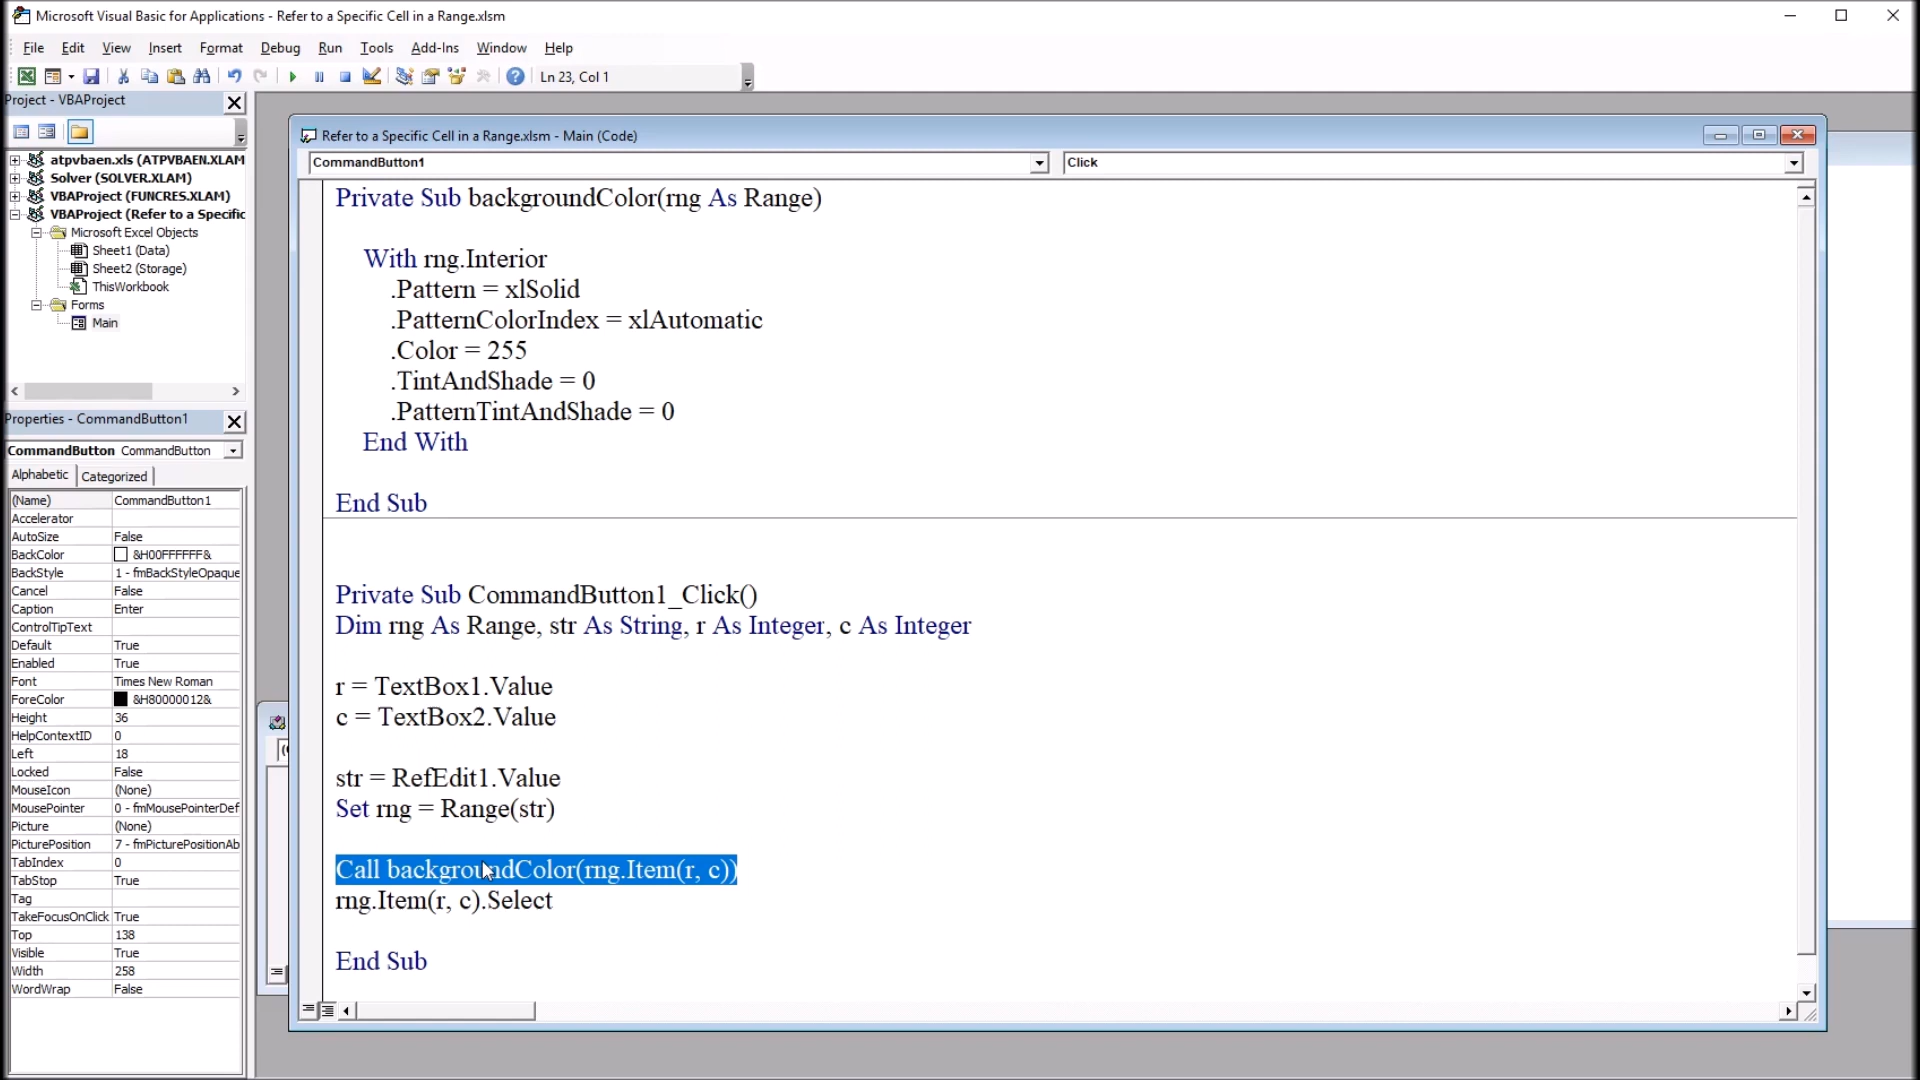 Microsoft Visual Basic for Applications - Refer to a Specific Cell in a Range.xlsm
File Edit View Insert Format Debug Run Tools Add-Ins Window Help
Ln 23, Col 1
Project - VBAProject
atpvbaen.xls (ATPVBAEN.XLAM
Solver (SOLVER.XLAM)
VBAProject (FUNCRES.XLAM)
VBAProject (Refer to a Specific
Microsoft Excel Objects
Sheet1 (Data)
Sheet2 (Storage)
ThisWorkbook
Forms
Main
Properties - CommandButton1
CommandButton CommandButton
Alphabetic Categorized
(Name) CommandButton1
Accelerator
AutoSize False
BackColor &H00FFFFFF&
BackStyle 1 - fmBackStyleOpaque
Cancel False
Caption Enter
ControlTipText
Default True
Enabled True
Font Times New Roman
ForeColor &H80000012&
Height 36
HelpContextID 0
Left 18
Locked False
MouseIcon (None)
MousePointer 0 - fmMousePointerDef
Picture (None)
PicturePosition 7 - fmPicturePositionAb
TabIndex 0
TabStop True
Tag
TakeFocusOnClick True
Top 138
Visible True
Width 258
WordWrap False
Refer to a Specific Cell in a Range.xlsm - Main (Code)
CommandButton1 Click
Private Sub backgroundColor(rng As Range)
With rng.Interior
.Pattern = xlSolid
.PatternColorIndex = xlAutomatic
.Color = 255
.TintAndShade = 0
.PatternTintAndShade = 0
End With
End Sub
Private Sub CommandButton1_Click()
Dim rng As Range, str As String, r As Integer, c As Integer
r = TextBox1.Value
c = TextBox2.Value
str = RefEdit1.Value
Set rng = Range(str)
Call backgroundColor(rng.Item(r, c))
rng.Item(r, c).Select
End Sub